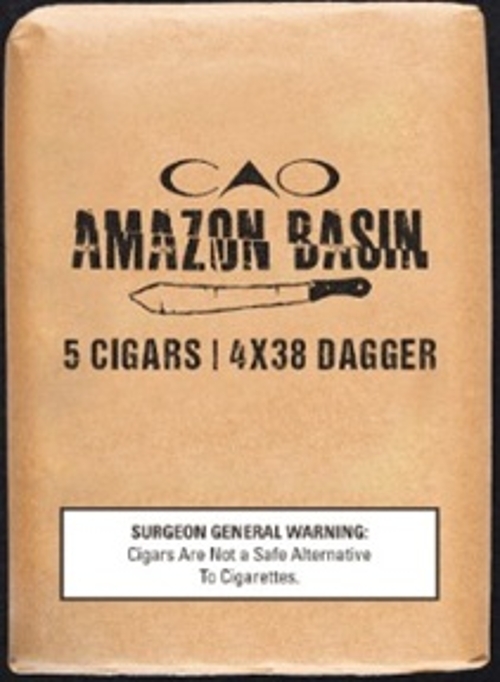 CAO
AMAZON BASIN
5 CIGARS | 4X38 DAGGER
SURGEON GENERAL WARNING:
Cigars Are Not a Safe Alternative
To Cigarettes.